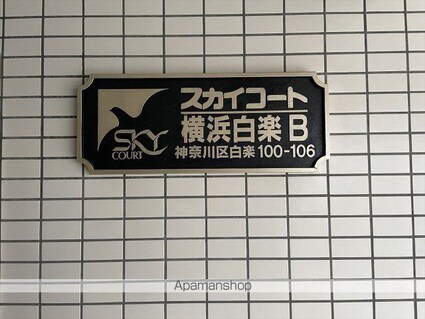 スカイコート
横浜白楽 B
神奈川区白楽 100-106
SKY
COURT
Apamanshop